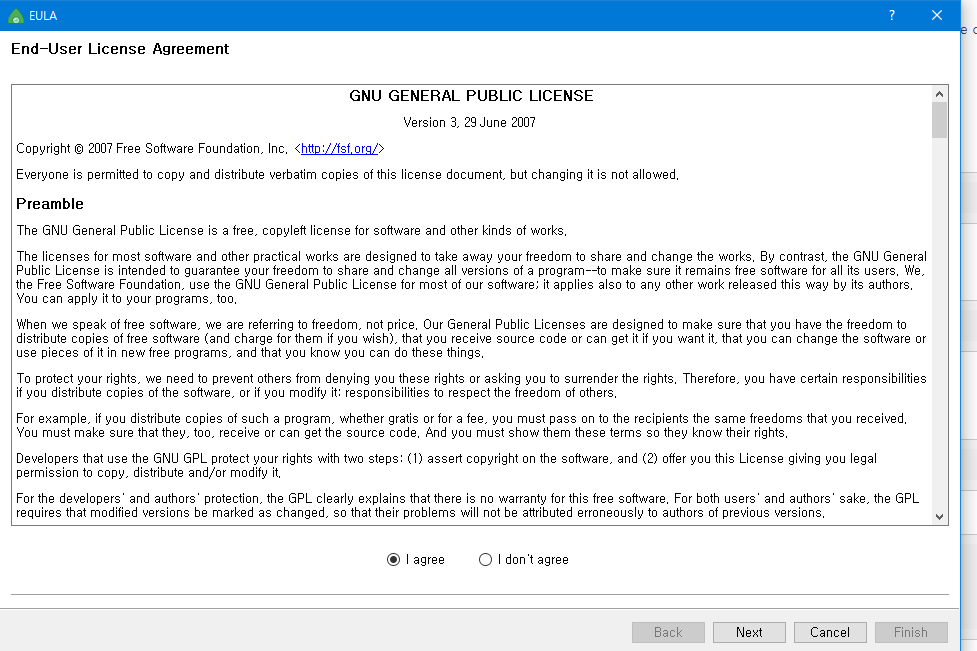 EULA
?
End-User License Agreement
GNU GENERAL PUBLIC LICENSE
Version 3, 29 June 2007
Copyright © 2007 Free Software Foundation, Inc. <http://fsf.org/>
Everyone is permitted to copy and distribute verbatim copies of this license document, but changing it is not allowed.
Preamble
The GNU General Public License is a free, copyleft license for software and other kinds of works.
The licenses for most software and other practical works are designed to take away your freedom to share and change the works. By contrast, the GNU General
Public License is intended to guarantee your freedom to share and change all versions of a program--to make sure it remains free software for all its users. We,
the Free Software Foundation, use the GNU General Public License for most of our software; it applies also to any other work released this way by its authors.
You can apply it to your programs, too.
When we speak of free software, we are referring to freedom, not price. Our General Public Licenses are designed to make sure that you have the freedom to
distribute copies of free software (and charge for them if you wish), that you receive source code or can get it if you want it, that you can change the software or
use pieces of it in new free programs, and that you know you can do these things.
To protect your rights, we need to prevent others from denying you these rights or asking you to surrender the rights. Therefore, you have certain responsibilities
if you distribute copies of the software, or if you modify it: responsibilities to respect the freedom of others.
For example, if you distribute copies of such a program, whether gratis or for a fee, you must pass on to the recipients the same freedoms that you received.
You must make sure that they, too, receive or can get the source code. And you must show them these terms so they know their rights.
Developers that use the GNU GPL protect your rights with two steps: (1) assert copyright on the software, and (2) offer you this License giving you legal
permission to copy, distribute and/or modify it.
For the developers' and authors' protection, the GPL clearly explains that there is no warranty for this free software. For both users' and authors' sake, the GPL
requires that modified versions be marked as changed, so that their problems will not be attributed erroneously to authors of previous versions.
I agree
I don't agree
Back
Next
Cancel
Finish